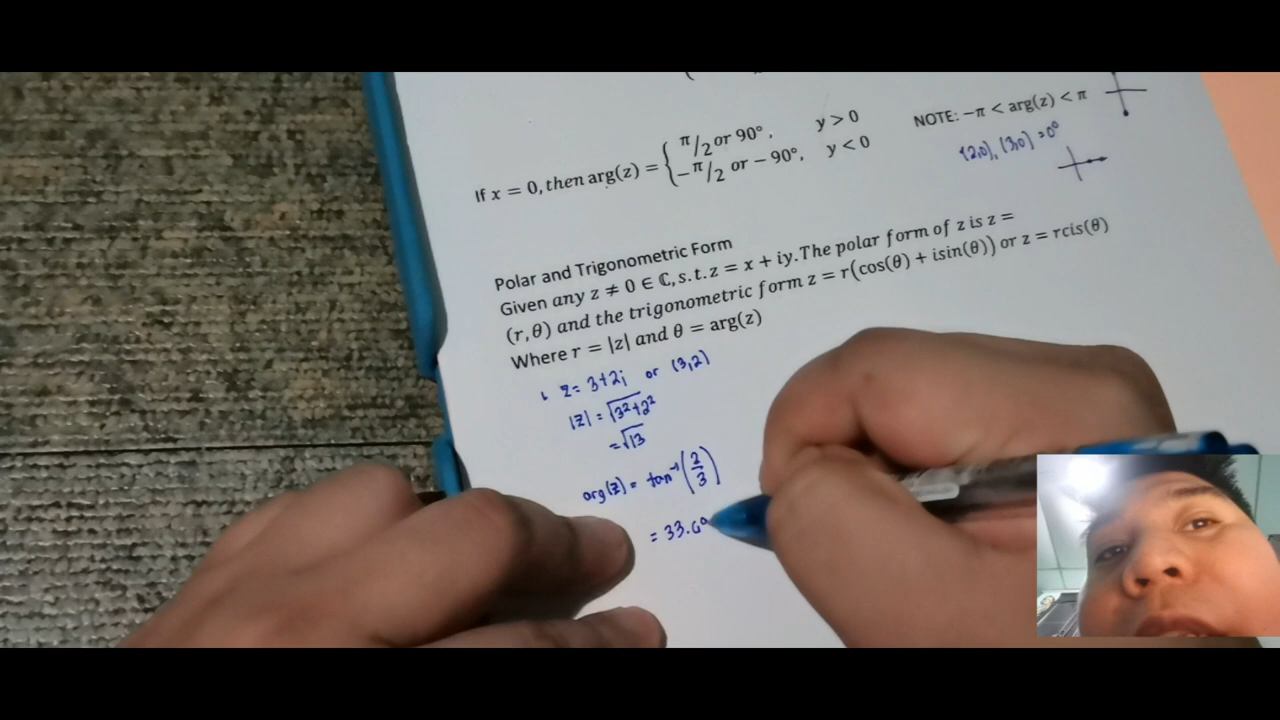 If x = 0, then arg(z) = { π/2 or 90°, y > 0
−π/2 or − 90°, y < 0
NOTE: −π < arg(z) < π
(2,0), (3,0) = 0°
Polar and Trigonometric Form
Given any z ≠ 0 ∈ ℂ, s.t. z = x + iy. The polar form of z is z =
(r, θ) and the trigonometric form z = r(cos(θ) + isin(θ)) or z = rcis(θ)
Where r = |z| and θ = arg(z)
z = 3+2i or (3,2)
|z| = √3²+2²
= √13
arg(z) = tan⁻¹(2/3)
= 33.6°